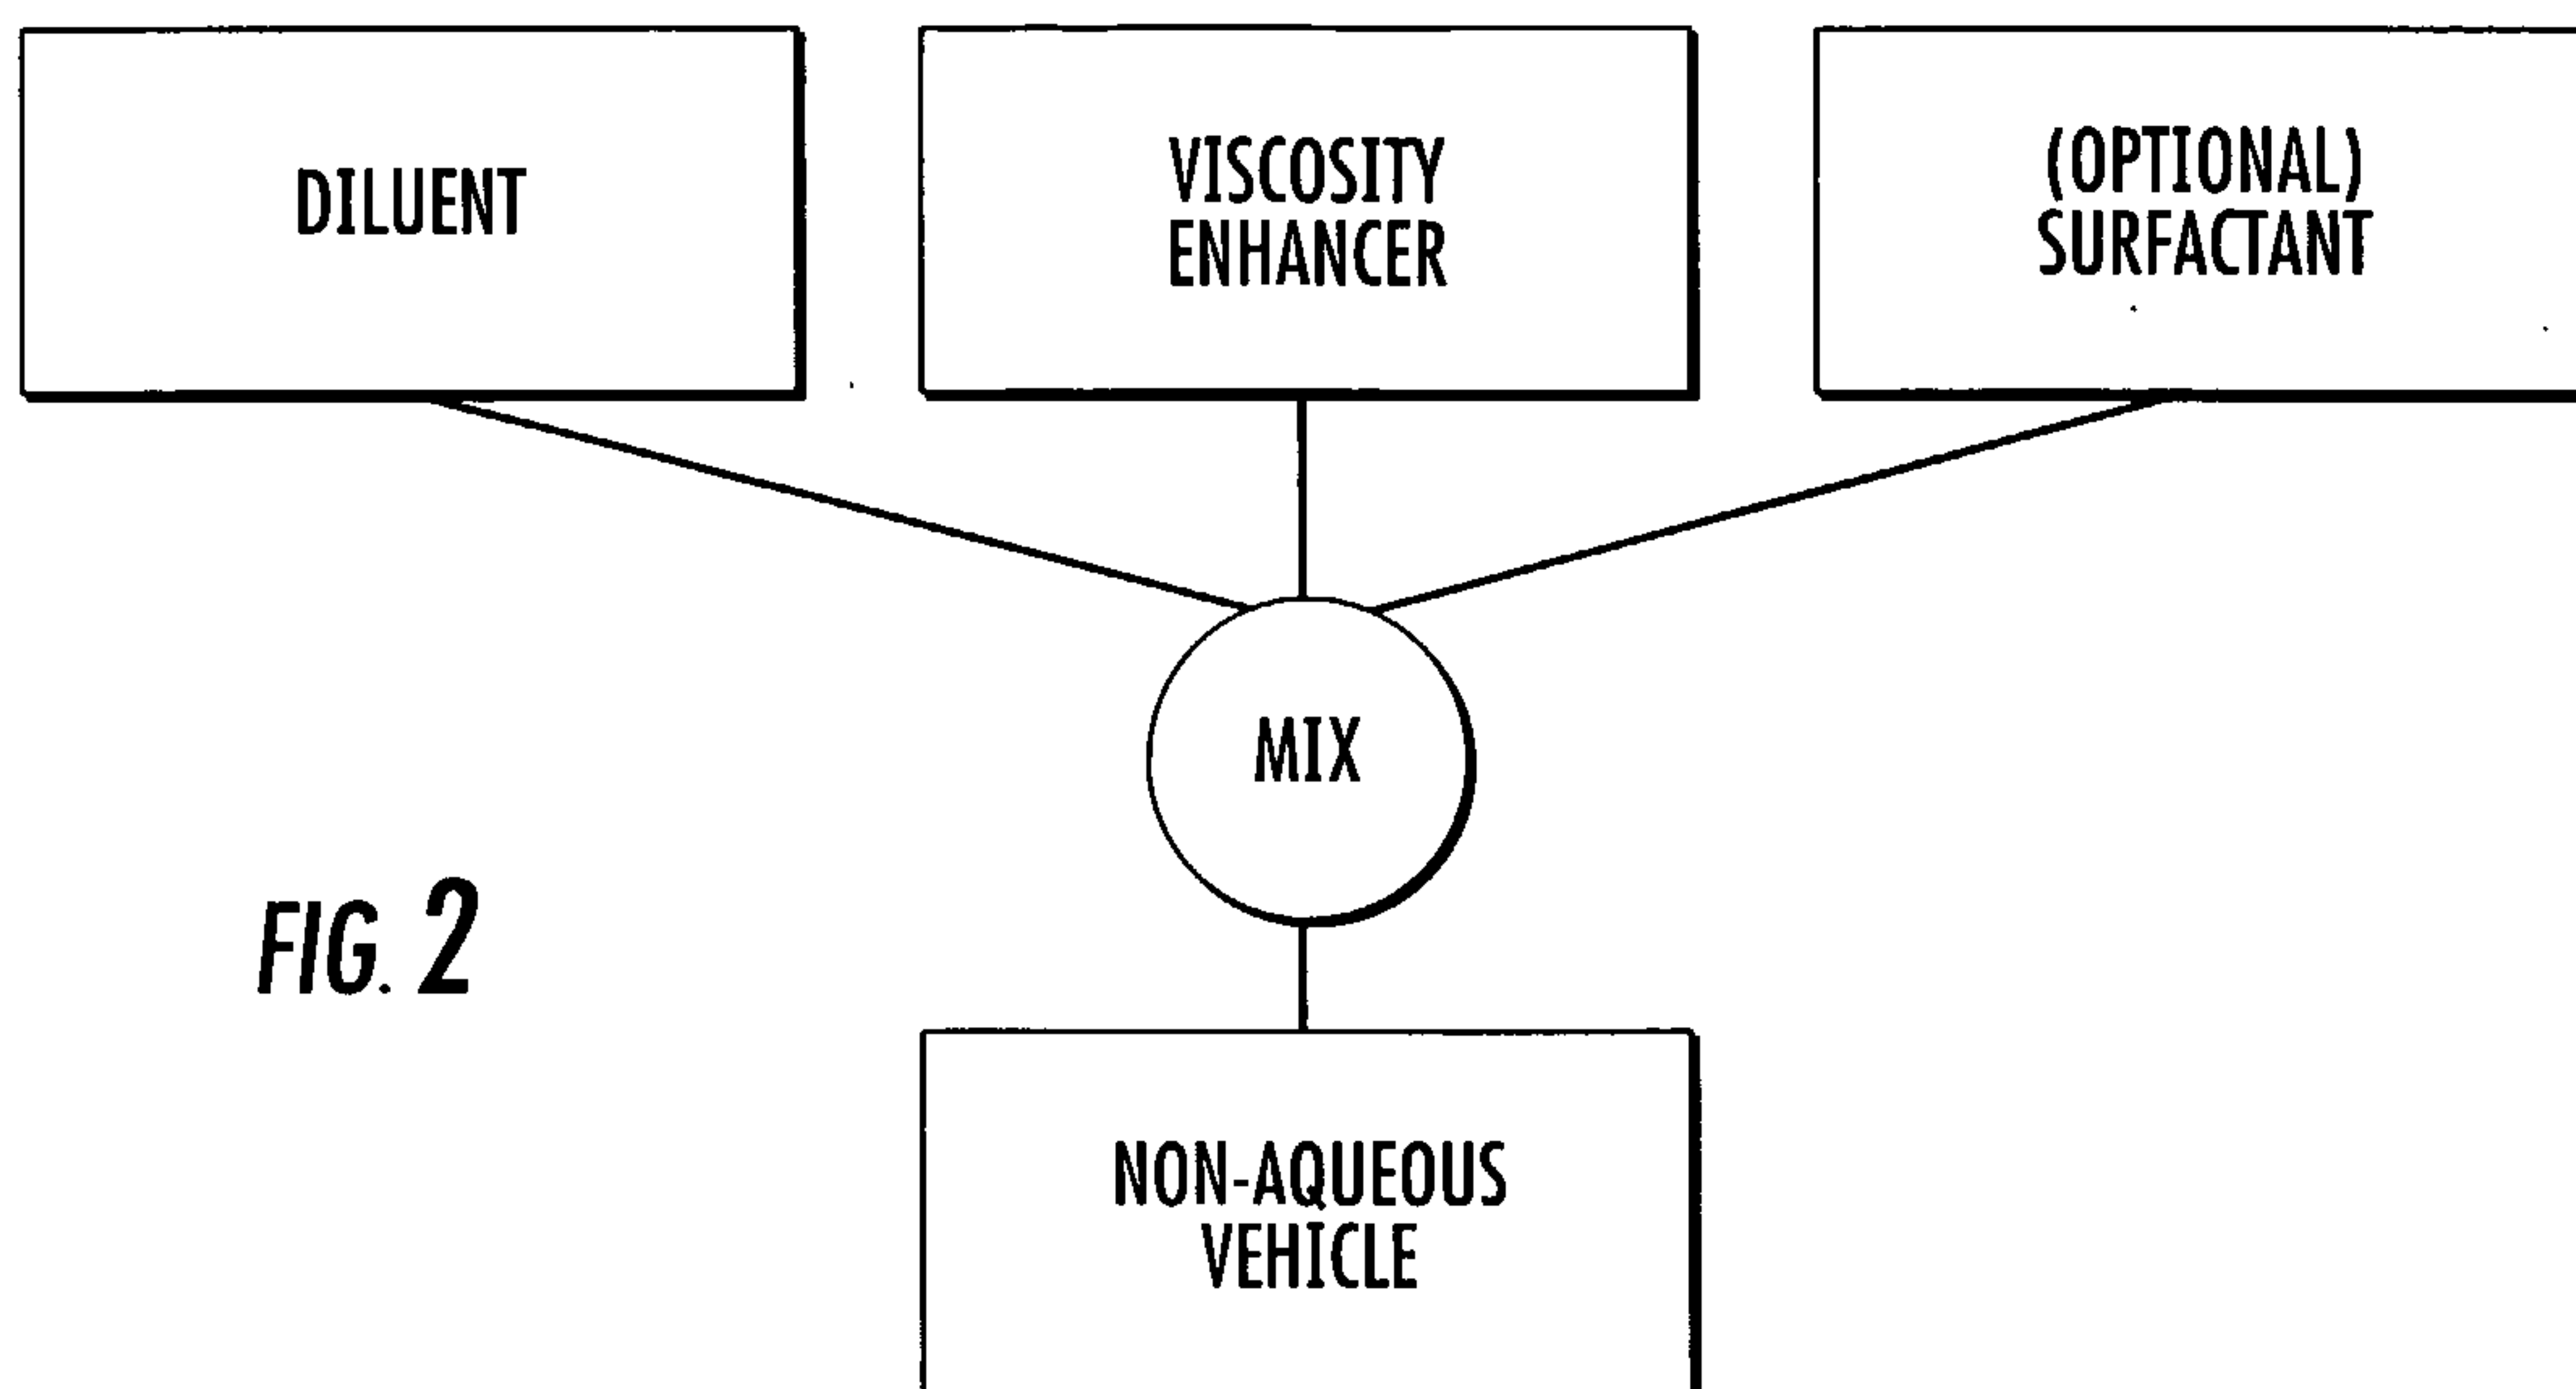 DILUENT
VISCOSITY
ENHANCER
(OPTIONAL)
SURFACTANT
MIX
FIG. 2
NON-AQUEOUS
VEHICLE